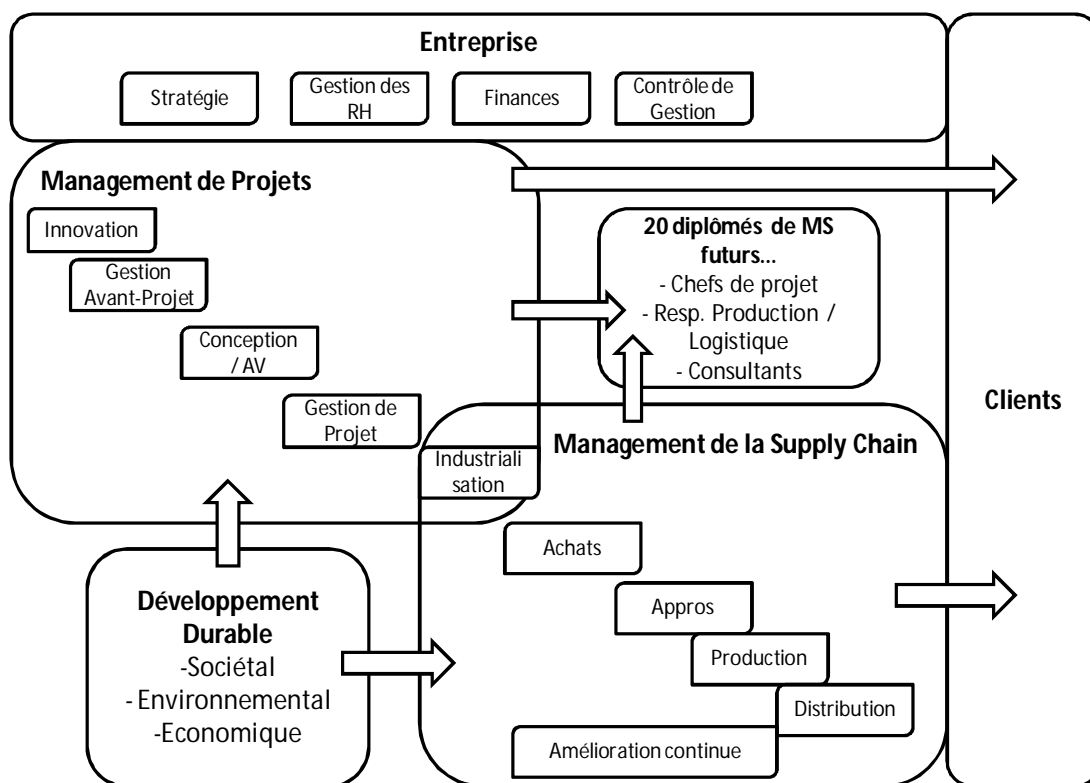 Entreprise
Stratégie
Gestion des
RH
Finances
Contrôle de
Gestion
Management de Projets
Innovation
Gestion
Avant-Projet
Conception
/ AV
Gestion de
Projet
Industriali
sation
20 diplômés de MS
futurs...
- Chefs de projet
- Resp. Production /
Logistique
- Consultants
Clients
Management de la Supply Chain
Achats
Appros
Production
Distribution
Amélioration continue
Développement
Durable
-Sociétal
- Environnemental
-Economique